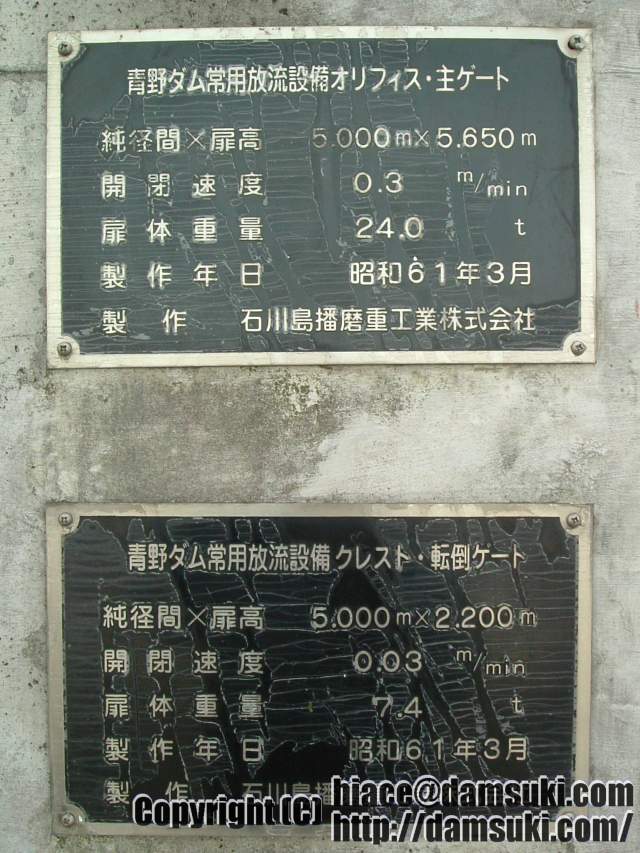 青野ダム常用放流設備オリフィス・主ゲート
純径間×扉高 5.000m×5.650m
開閉速度 0.3 m/min
扉体重量 24.0 t
製作年日 昭和61年3月
製作 石川島播磨重工業株式会社
青野ダム常用放流設備 クレスト・転倒ゲート
純径間×扉高 5.000m×2.200m
開閉速度 0.03 m/min
扉体重量 7.4 t
製作年日 昭和61年3月
製作 石川島播
hiace@damsuki.com
Copyright (C) http://damsuki.com/